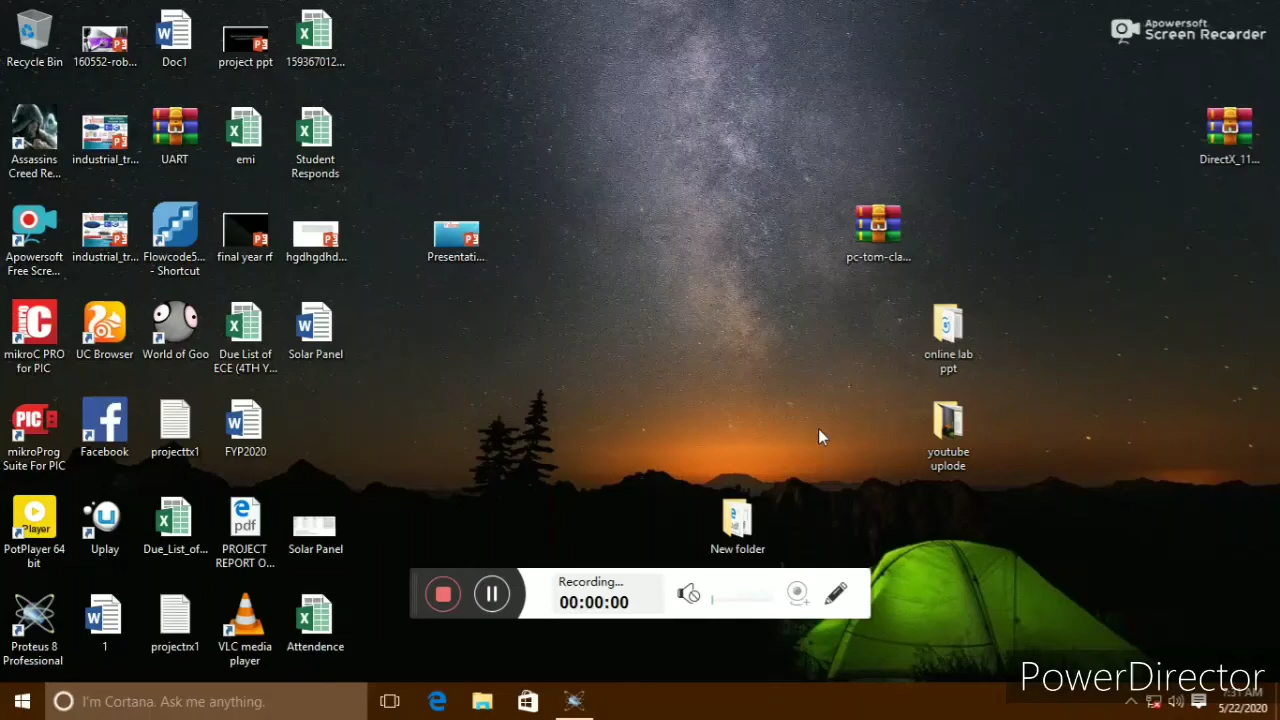 Recycle Bin
160552-rob...
Doc1
project ppt
159367012...
Apowersoft
Screen Recorder
Assassins
Creed Re...
industrial_tr...
UART
emi
Student
Responds
DirectX_11...
Apowersoft
Free Scre...
industrial_tr...
Flowcode5...
- Shortcut
final year rf
hgdhgdhd...
Presentati...
pc-tom-cla...
mikroC PRO
for PIC
UC Browser
World of Goo
Due List of
ECE (4TH Y...
Solar Panel
online lab
ppt
mikroProg
Suite For PIC
Facebook
projecttx1
FYP2020
youtube
uplode
PotPlayer 64
bit
Uplay
Due_List_of...
PROJECT
REPORT O...
Solar Panel
New folder
Recording...
00:00:00
Proteus 8
Professional
1
projectrx1
VLC media
player
Attendence
PowerDirector
I'm Cortana. Ask me anything.
7:51 AM
5/22/2020